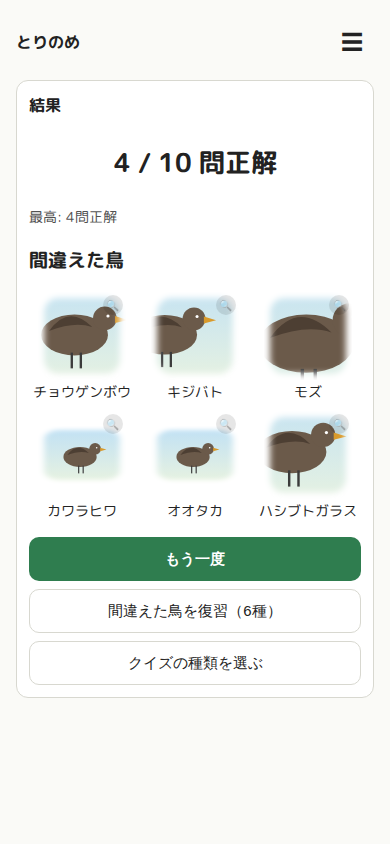 とりのめ
結果
4 / 10 問正解
最高: 4問正解
間違えた鳥
チョウゲンボウ
キジバト
モズ
カワラヒワ
オオタカ
ハシブトガラス
もう一度
間違えた鳥を復習（6種）
クイズの種類を選ぶ